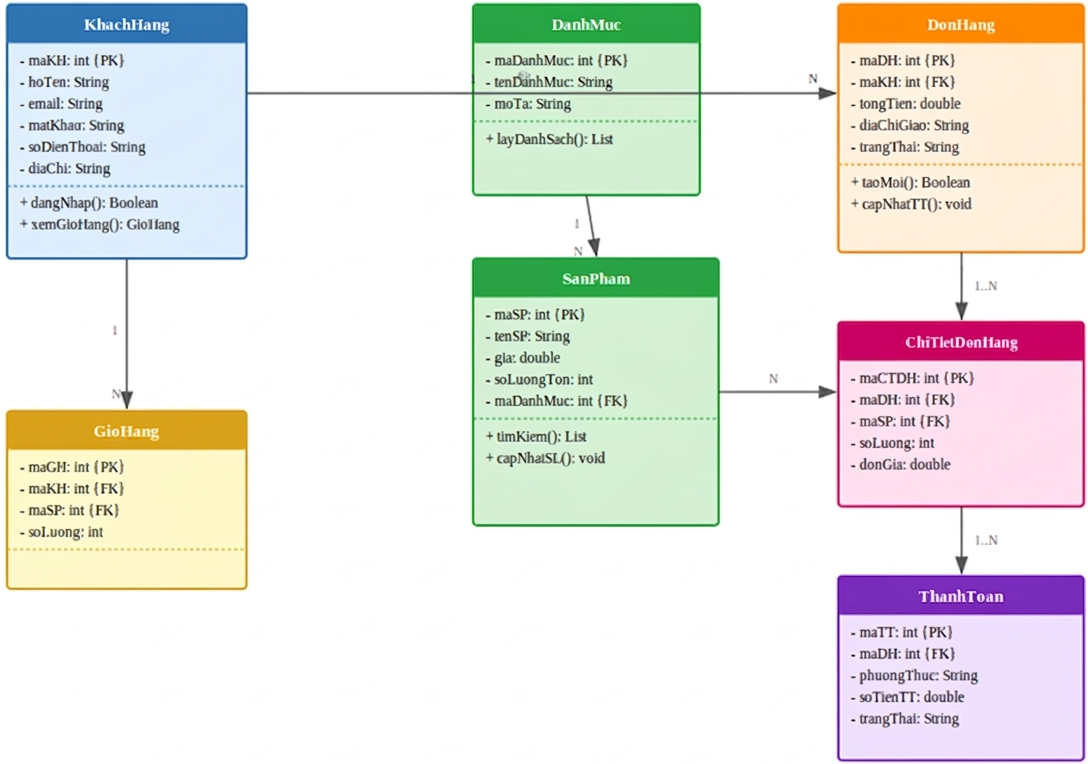 KhachHang
- maKH: int {PK}
- hoTen: String
- email: String
- matKhau: String
- soDienThoai: String
- diaChi: String
+ dangNhap(): Boolean
+ xemGioHang(): GioHang
1
N
DanhMuc
- maDanhMuc: int {PK}
- tenDanhMuc: String
- moTa: String
+ layDanhSach(): List
1
N
DonHang
- maDH: int {PK}
- maKH: int {FK}
- tongTien: double
- diaChiGiao: String
- trangThai: String
+ taoMoi(): Boolean
+ capNhatTT(): void
1..N
1
N
GioHang
- maGH: int {PK}
- maKH: int {FK}
- maSP: int {FK}
- soLuong: int
SanPham
- maSP: int {PK}
- tenSP: String
- gia: double
- soLuongTon: int
- maDanhMuc: int {FK}
+ timKiem(): List
+ capNhatSL(): void
N
ChiTietDonHang
- maCTDH: int {PK}
- maDH: int {FK}
- maSP: int {FK}
- soLuong: int
- donGia: double
1..N
ThanhToan
- maTT: int {PK}
- maDH: int {FK}
- phuongThuc: String
- soTienTT: double
- trangThai: String